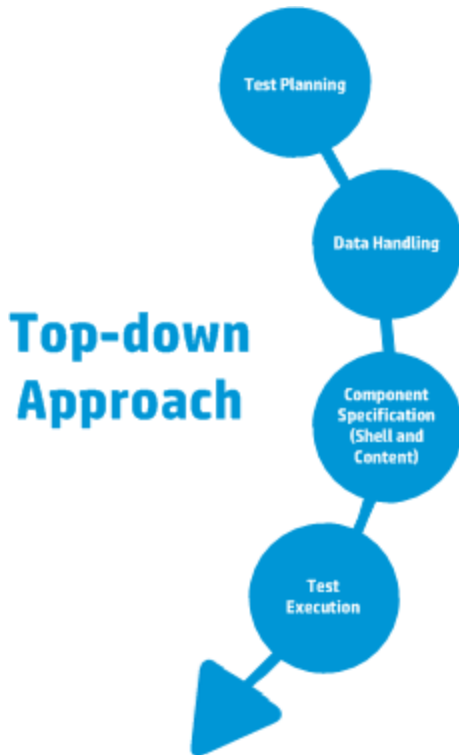 Test Planning
Data Handling
Top-down
Approach
Component
Specification
(Shell and
Content)
Test
Execution